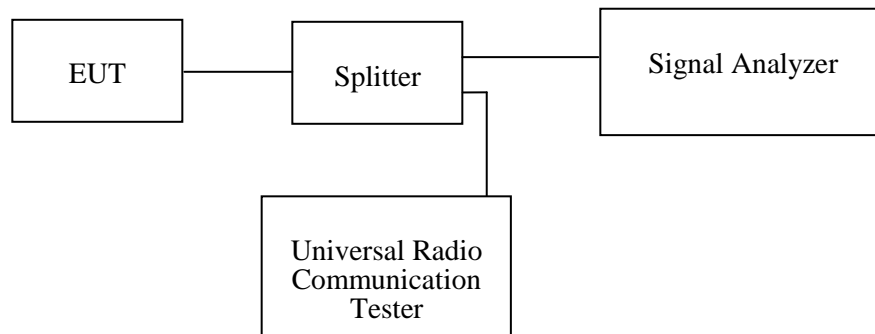 EUT
Splitter
Signal Analyzer
Universal Radio
Communication
Tester